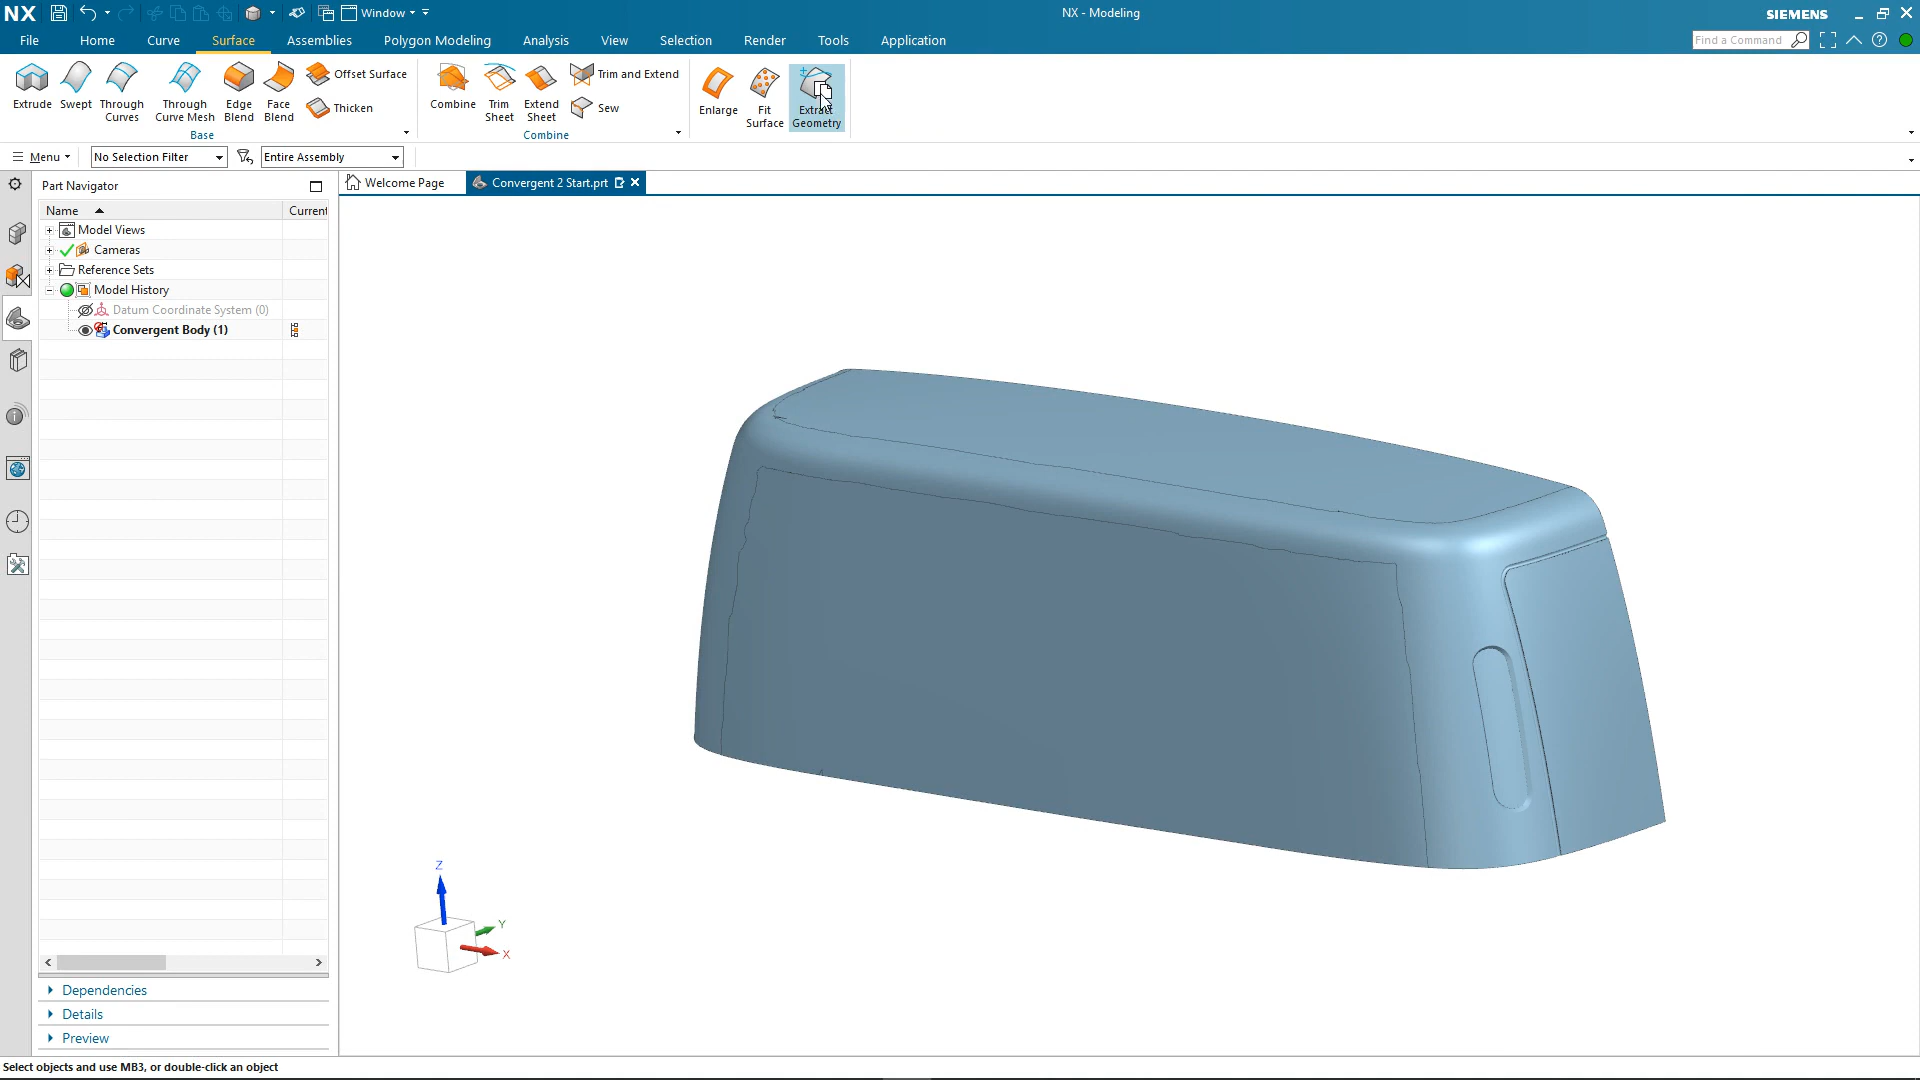 NX Window NX - Modeling SIEMENS
File Home Curve Surface Assemblies Polygon Modeling Analysis View Selection Render Tools Application Find a Command
Extrude Swept Through Curves Through Curve Mesh Edge Blend Face Blend Offset Surface Thicken Combine Trim Sheet Extend Sheet Trim and Extend Sew Enlarge Fit Surface Extract Geometry
Base Combine
Menu No Selection Filter Entire Assembly
Part Navigator Welcome Page Convergent 2 Start.prt
Name Current
Model Views
Cameras
Reference Sets
Model History
Datum Coordinate System (0)
Convergent Body (1)
Z
Y
X
Dependencies
Details
Preview
Select objects and use MB3, or double-click an object